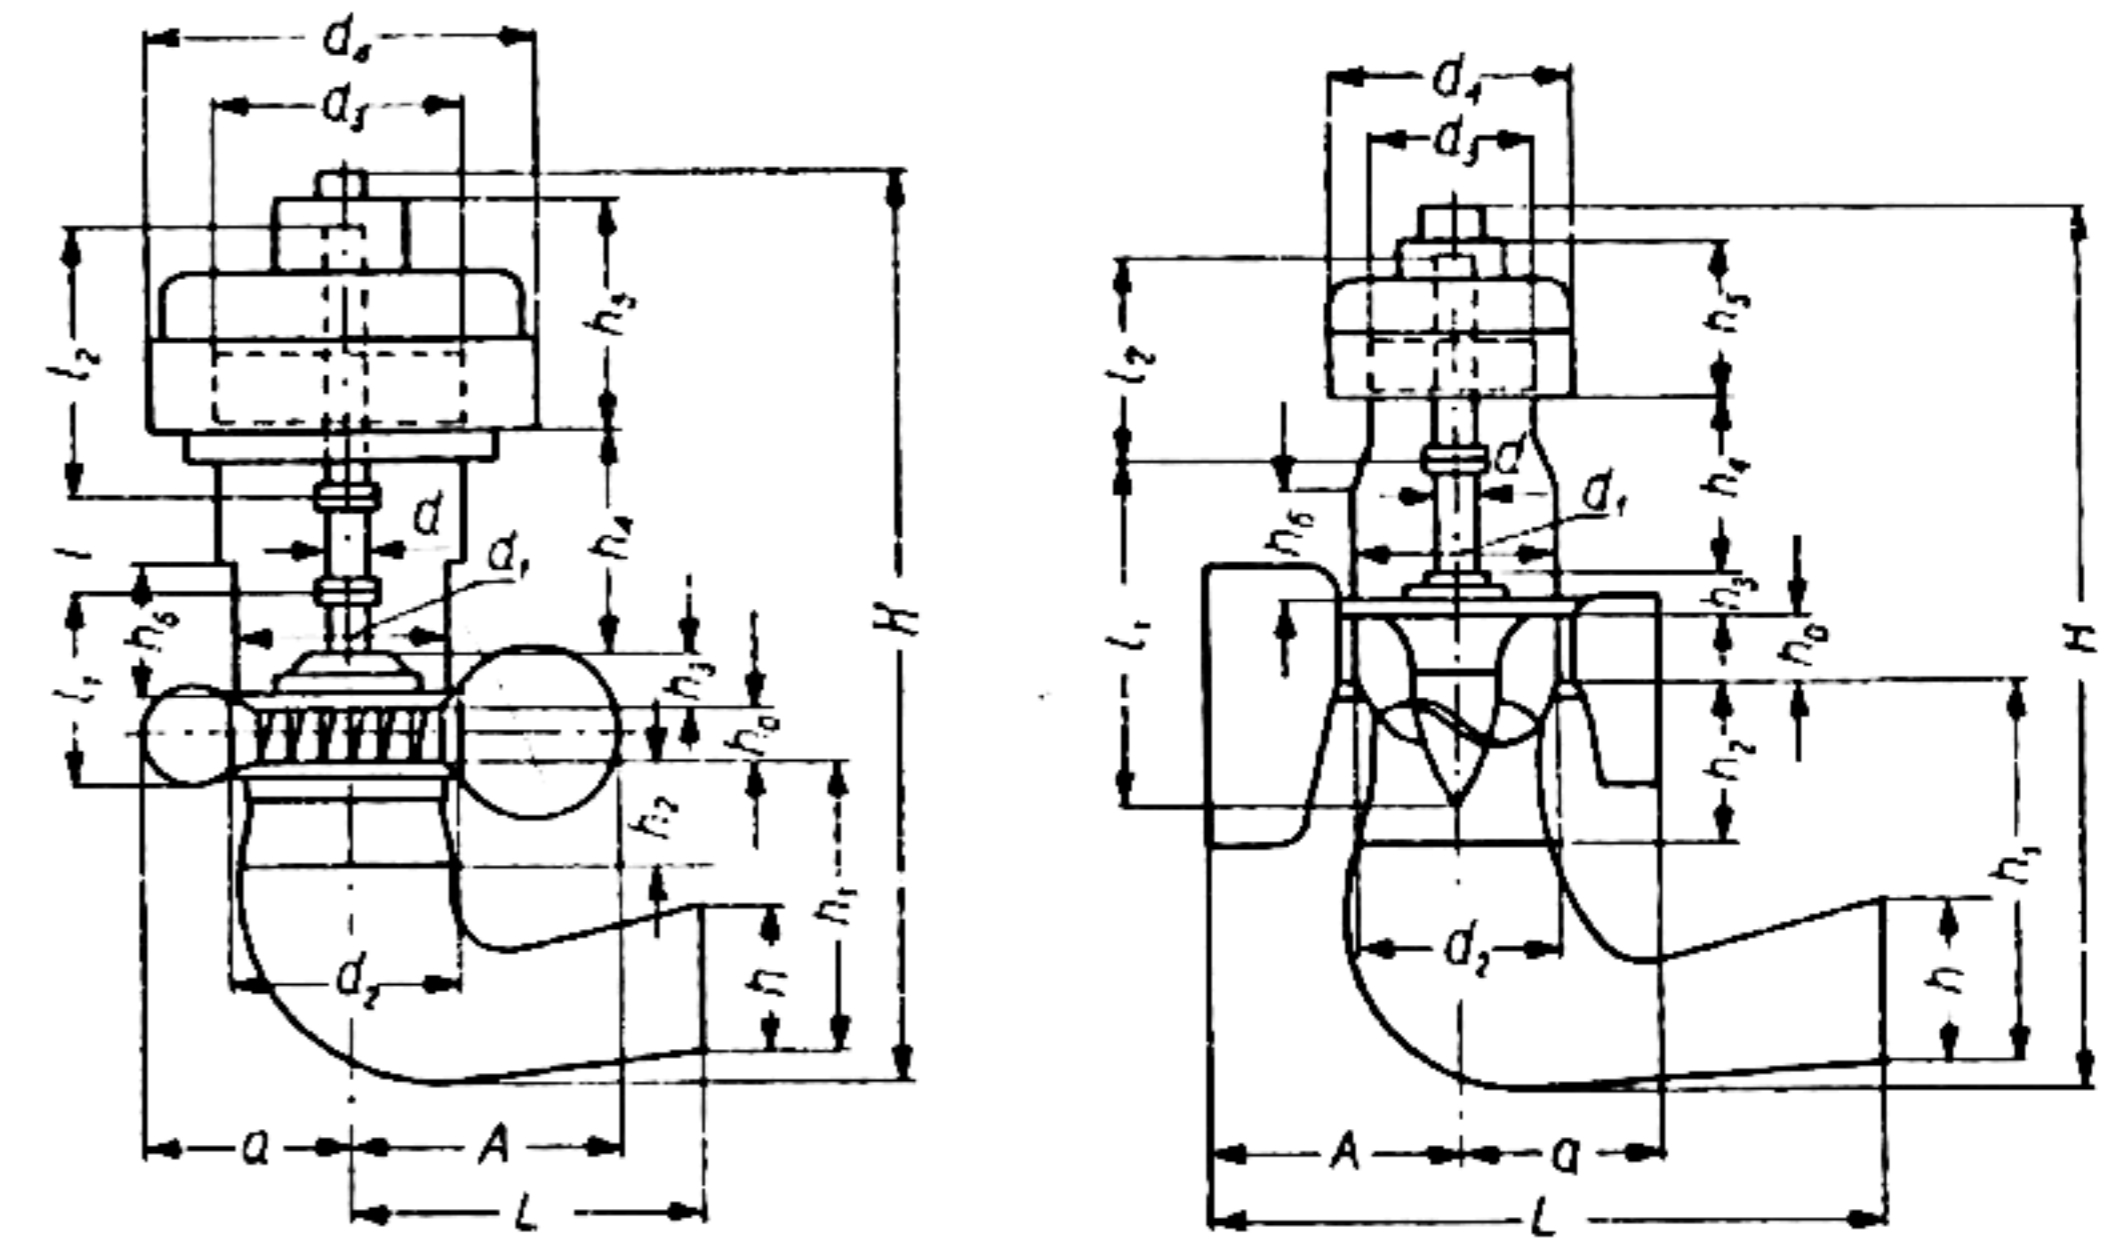 d₄
d₃
l₂
h₅
l
d
d₁
h₄
h₆
l₁
h₃
h₀
H
h₂
h₁
d₂
h
a
A
L
d₄
d₃
l₂
h₅
d
d₁
h₄
h₆
l₁
h₃
h₀
H
h₂
h₁
d₂
h
A
a
L